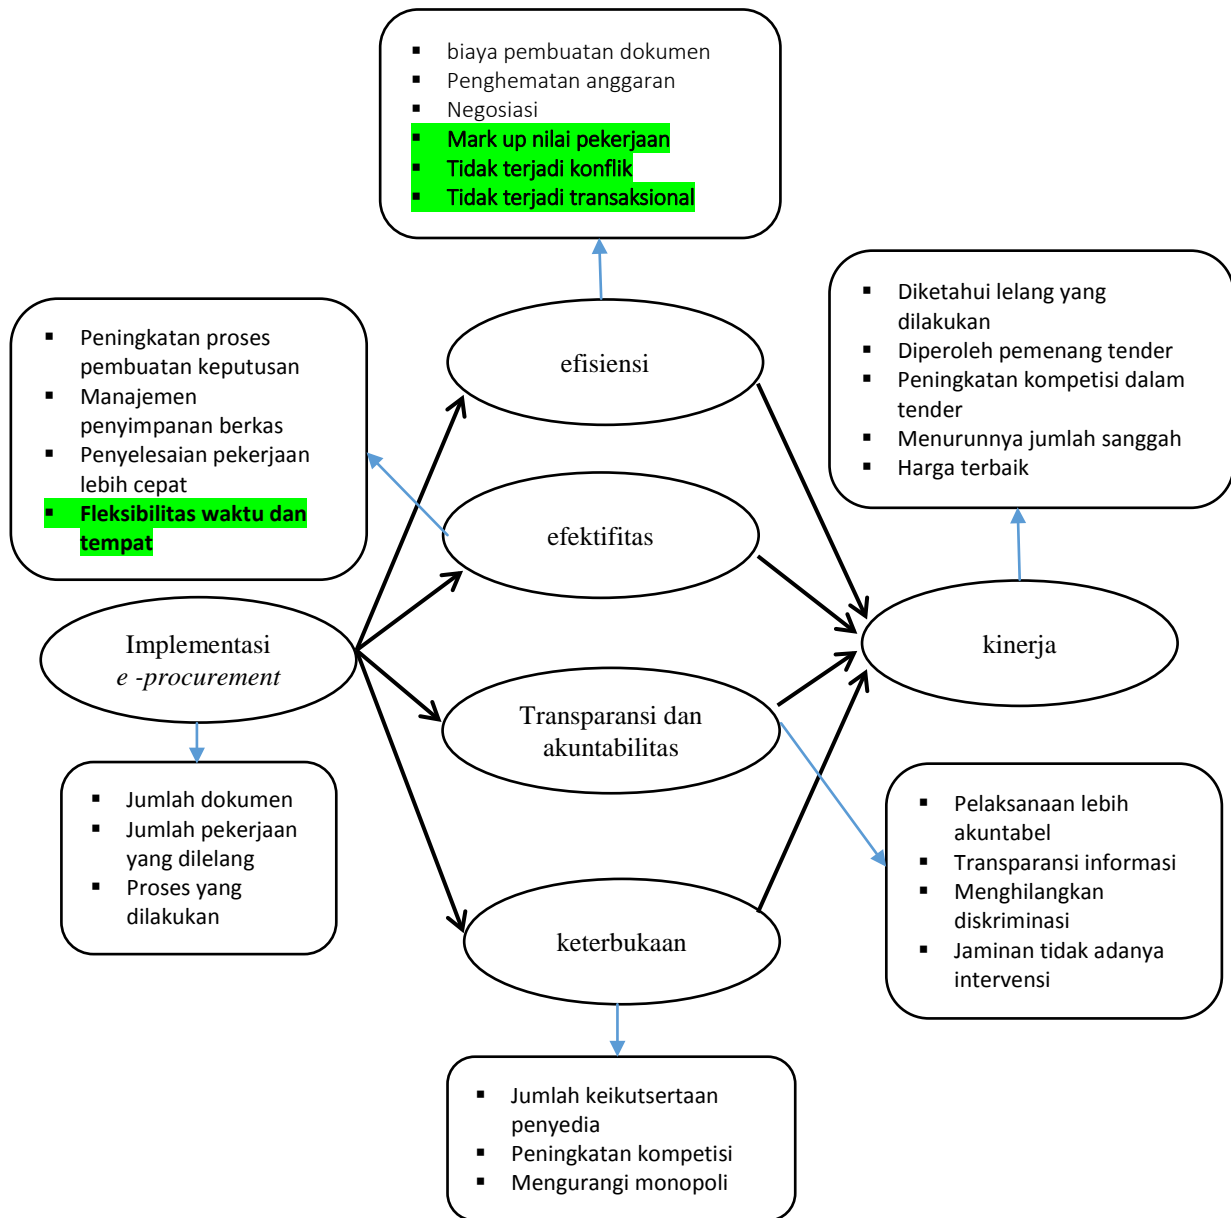 ▪ biaya pembuatan dokumen
▪ Penghematan anggaran
▪ Negosiasi
▪ Mark up nilai pekerjaan
▪ Tidak terjadi konflik
▪ Tidak terjadi transaksional
▪ Peningkatan proses
pembuatan keputusan
▪ Manajemen
penyimpanan berkas
▪ Penyelesaian pekerjaan
lebih cepat
▪ Fleksibilitas waktu dan
tempat
efisiensi
▪ Diketahui lelang yang
dilakukan
▪ Diperoleh pemenang tender
▪ Peningkatan kompetisi dalam
tender
▪ Menurunnya jumlah sanggah
▪ Harga terbaik
efektifitas
Implementasi
e -procurement
kinerja
Transparansi dan
akuntabilitas
▪ Jumlah dokumen
▪ Jumlah pekerjaan
yang dilelang
▪ Proses yang
dilakukan
▪ Pelaksanaan lebih
akuntabel
▪ Transparansi informasi
▪ Menghilangkan
diskriminasi
▪ Jaminan tidak adanya
intervensi
keterbukaan
▪ Jumlah keikutsertaan
penyedia
▪ Peningkatan kompetisi
▪ Mengurangi monopoli